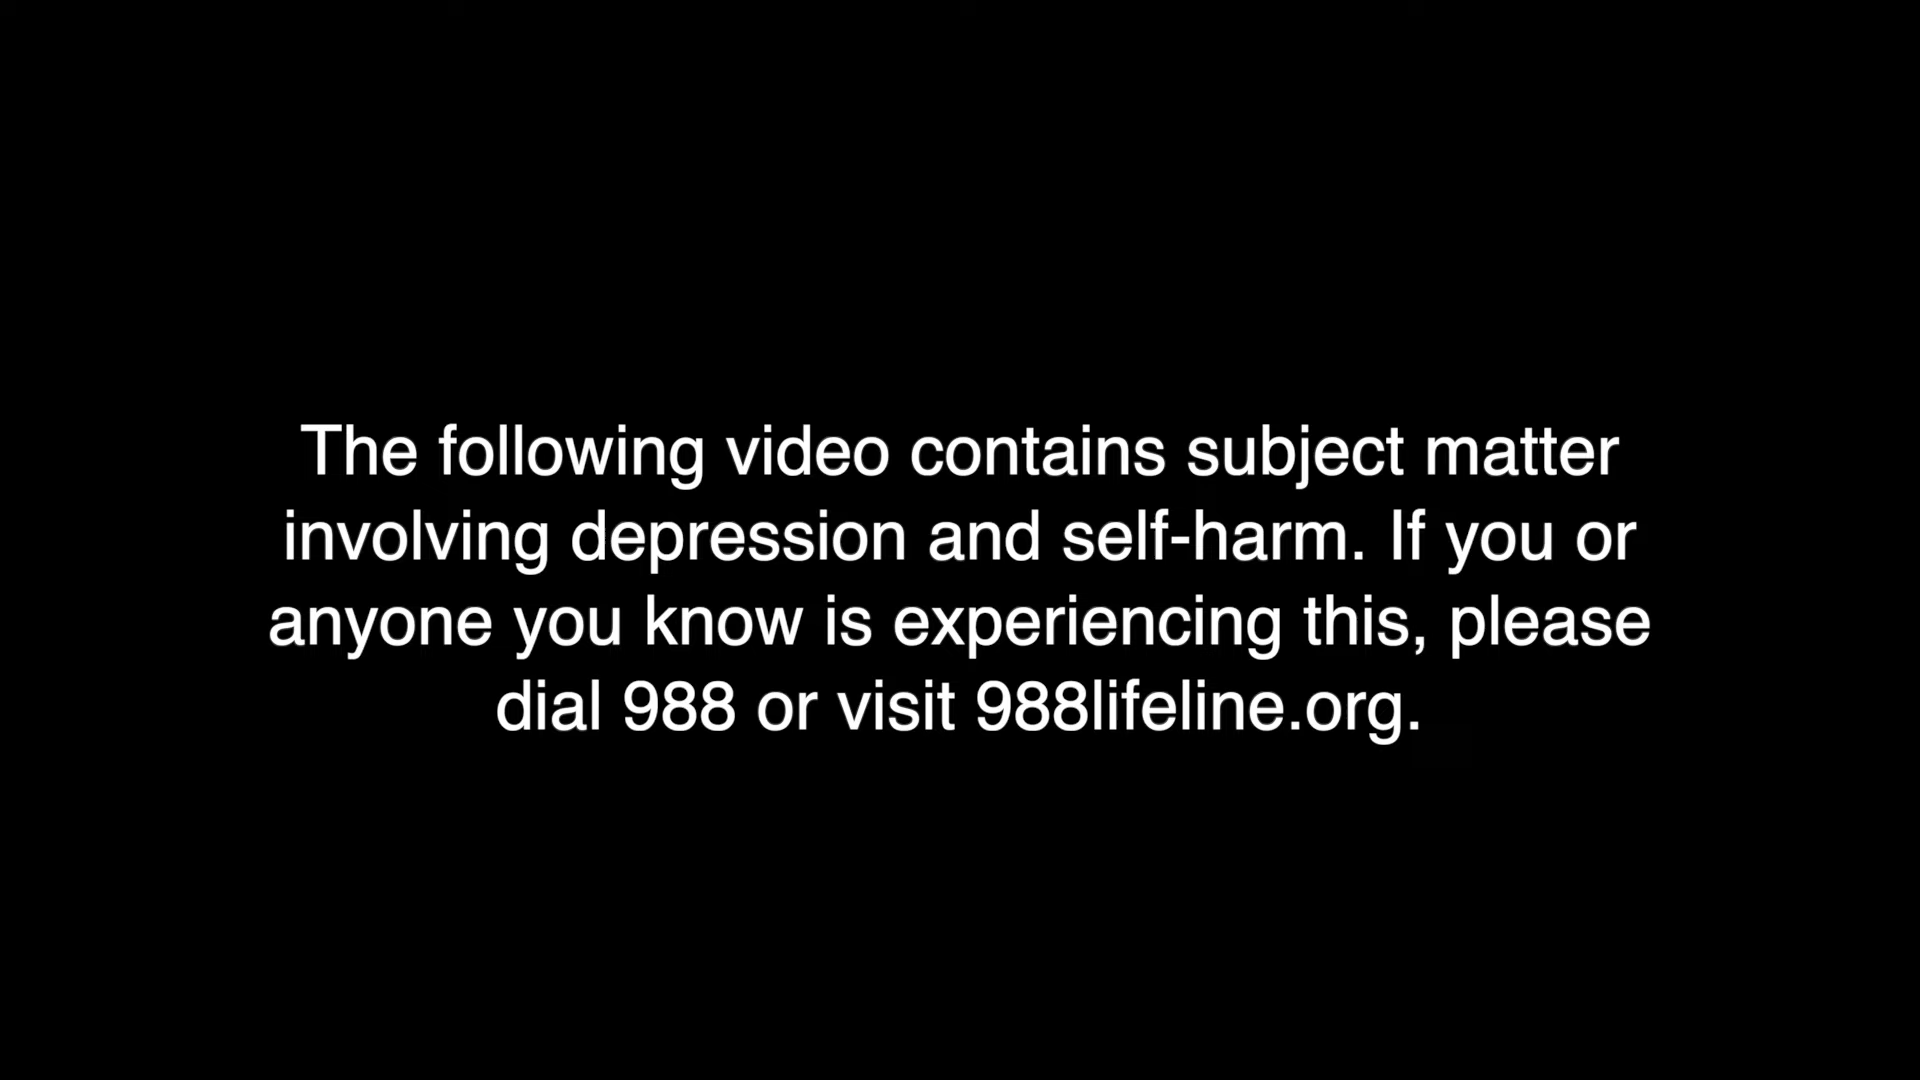 The following video contains subject matter
involving depression and self-harm. If you or
anyone you know is experiencing this, please
dial 988 or visit 988lifeline.org.